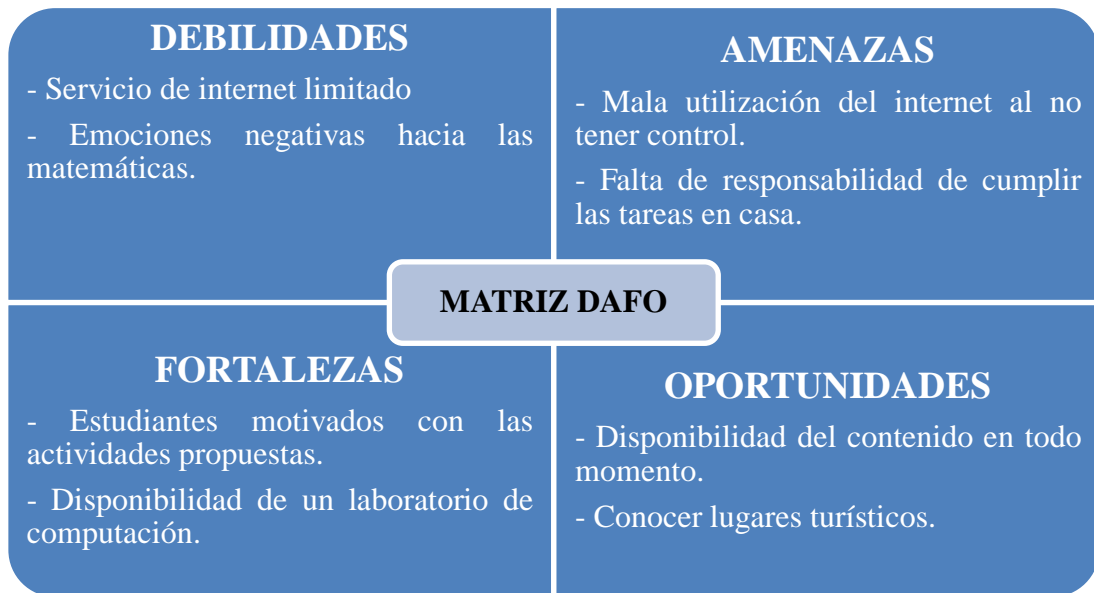 DEBILIDADES
- Servicio de internet limitado
- Emociones negativas hacia las
matemáticas.
AMENAZAS
- Mala utilización del internet al no
tener control.
- Falta de responsabilidad de cumplir
las tareas en casa.
MATRIZ DAFO
FORTALEZAS
- Estudiantes motivados con las
actividades propuestas.
- Disponibilidad de un laboratorio de
computación.
OPORTUNIDADES
- Disponibilidad del contenido en todo
momento.
- Conocer lugares turísticos.